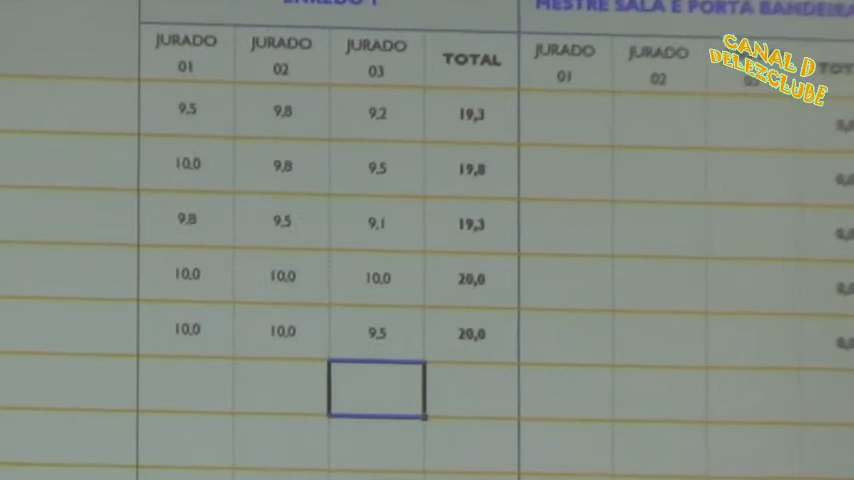 ENREDO 1 MESTRE SALA E PORTA BANDEIRA
JURADO 01 JURADO 02 JURADO 03 TOTAL JURADO 01 JURADO 02 03
CANAL D
DELEZCLUBE
9,5 9,8 9,2 19,3
10,0 9,8 9,5 19,8
9,8 9,5 9,1 19,3
10,0 10,0 10,0 20,0
10,0 10,0 9,5 20,0